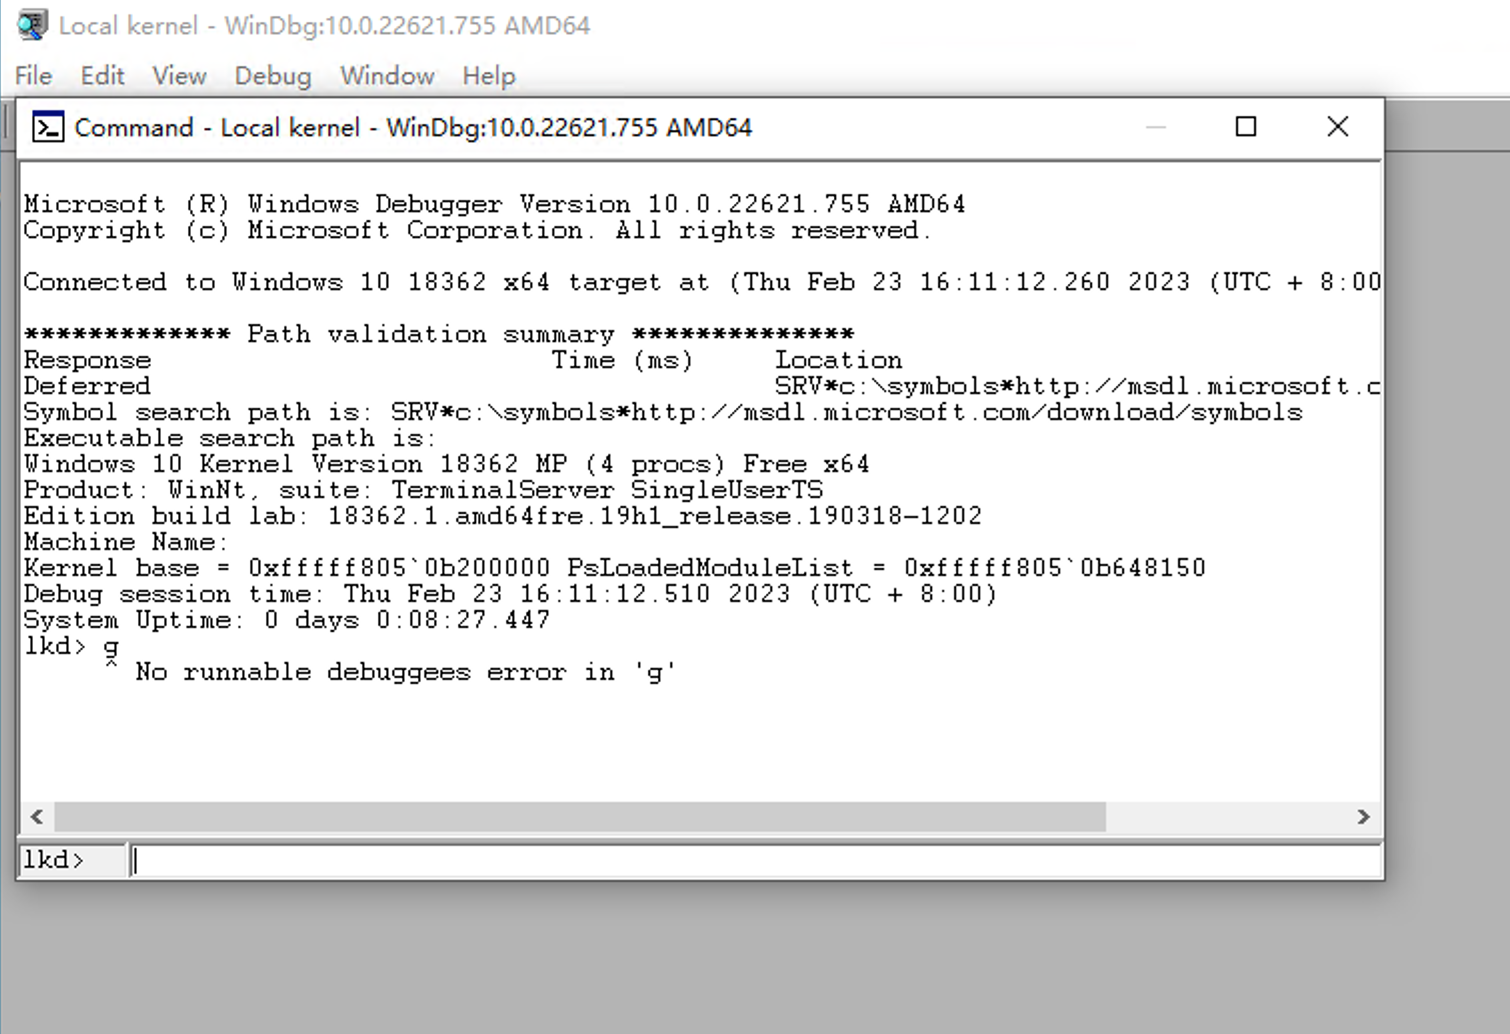 Local kernel - WinDbg:10.0.22621.755 AMD64
File Edit View Debug Window Help
Command - Local kernel - WinDbg:10.0.22621.755 AMD64
Microsoft (R) Windows Debugger Version 10.0.22621.755 AMD64
Copyright (c) Microsoft Corporation. All rights reserved.
Connected to Windows 10 18362 x64 target at (Thu Feb 23 16:11:12.260 2023 (UTC + 8:00
************* Path validation summary **************
Response Time (ms) Location
Deferred SRV*c:\symbols*http://msdl.microsoft.c
Symbol search path is: SRV*c:\symbols*http://msdl.microsoft.com/download/symbols
Executable search path is:
Windows 10 Kernel Version 18362 MP (4 procs) Free x64
Product: WinNt, suite: TerminalServer SingleUserTS
Edition build lab: 18362.1.amd64fre.19h1_release.190318-1202
Machine Name:
Kernel base = 0xfffff805`0b200000 PsLoadedModuleList = 0xfffff805`0b648150
Debug session time: Thu Feb 23 16:11:12.510 2023 (UTC + 8:00)
System Uptime: 0 days 0:08:27.447
lkd> g
^ No runnable debuggees error in 'g'
lkd>